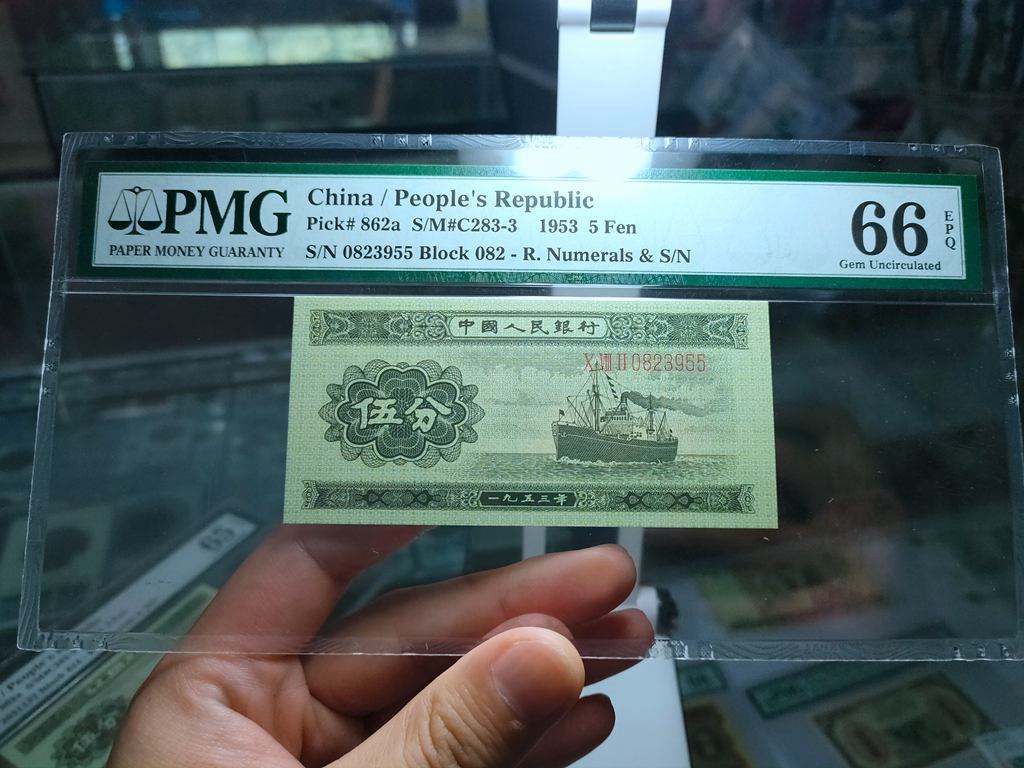 PMG
PAPER MONEY GUARANTY
China / People's Republic
Pick# 862a S/M#C283-3 1953 5 Fen
S/N 0823955 Block 082 - R. Numerals & S/N
66
EPQ
Gem Uncirculated
中國人民銀行
X VIII II 0823955
伍分
一九五三年
65